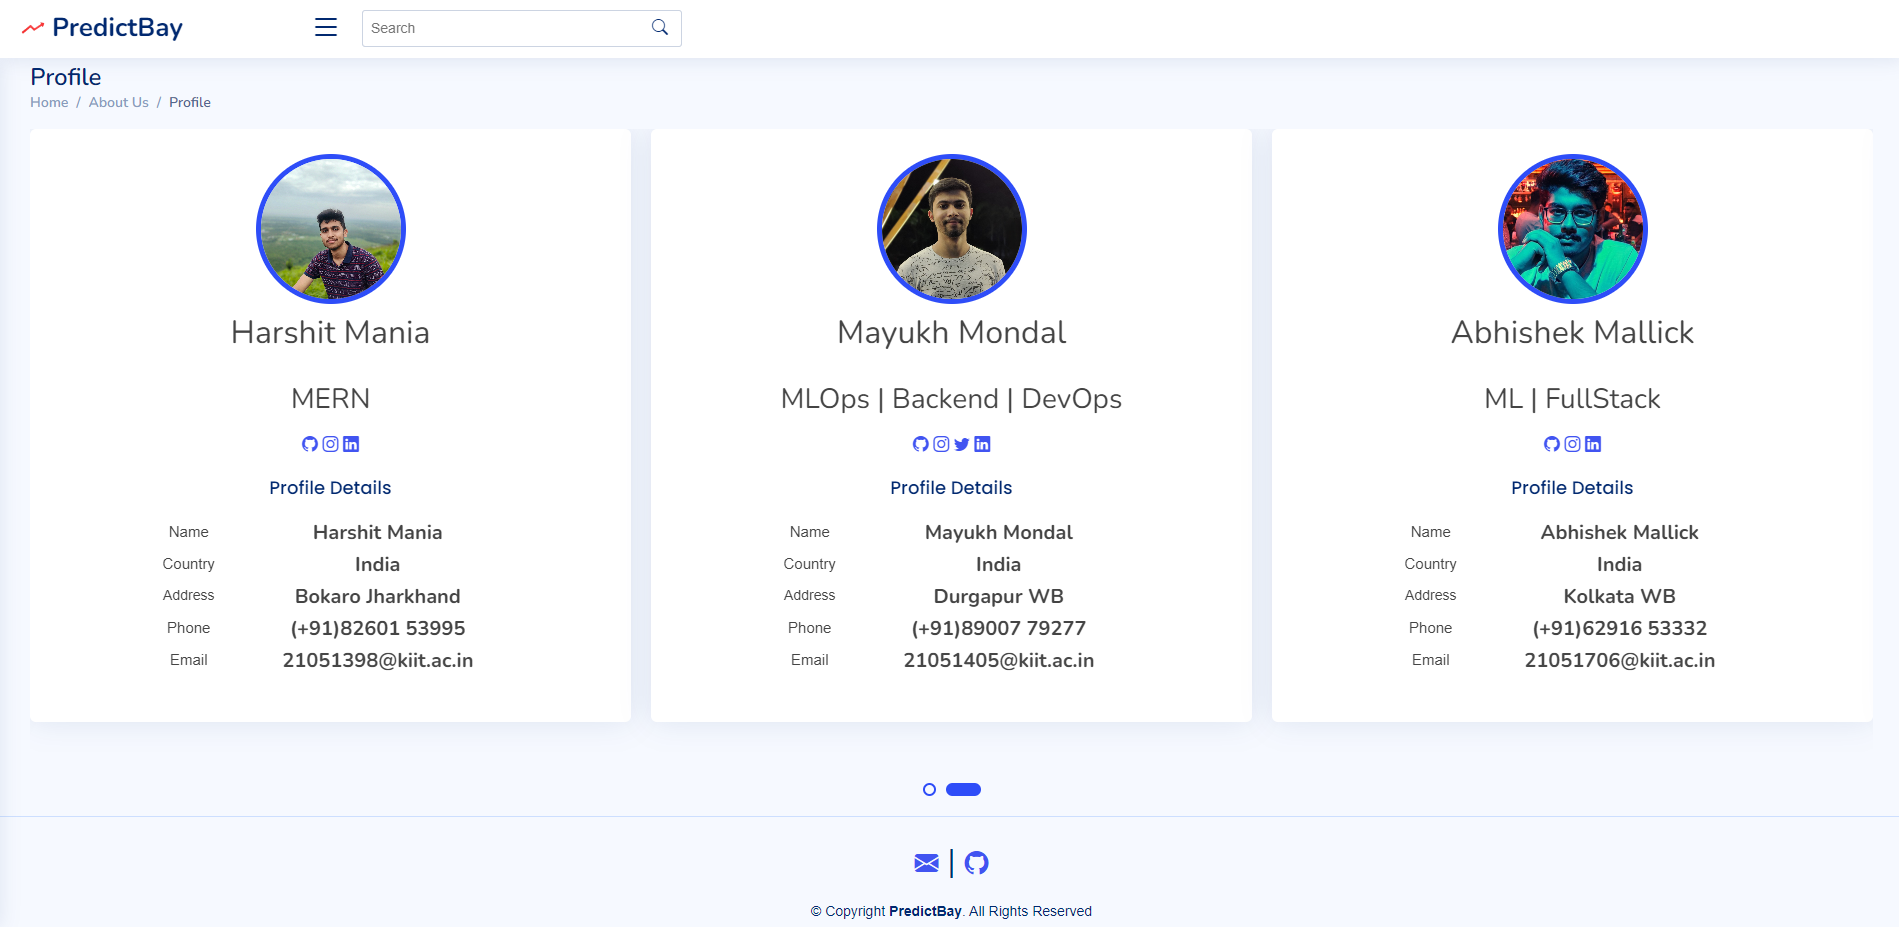 PredictBay
Search
Profile
Home / About Us / Profile
Harshit Mania
MERN
Profile Details
Name Harshit Mania
Country India
Address Bokaro Jharkhand
Phone (+91)82601 53995
Email 21051398@kiit.ac.in
Mayukh Mondal
MLOps | Backend | DevOps
Profile Details
Name Mayukh Mondal
Country India
Address Durgapur WB
Phone (+91)89007 79277
Email 21051405@kiit.ac.in
Abhishek Mallick
ML | FullStack
Profile Details
Name Abhishek Mallick
Country India
Address Kolkata WB
Phone (+91)62916 53332
Email 21051706@kiit.ac.in
© Copyright PredictBay. All Rights Reserved